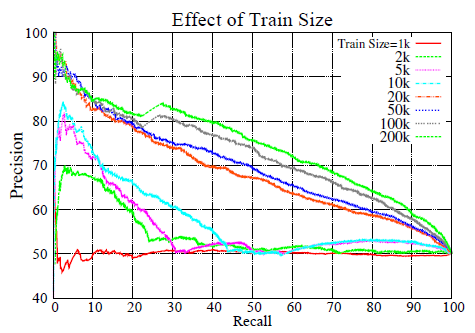 Effect of Train Size
Precision
100
90
80
70
60
50
40
Train Size=1k
2k
5k
10k
20k
50k
100k
200k
0 10 20 30 40 50 60 70 80 90 100
Recall